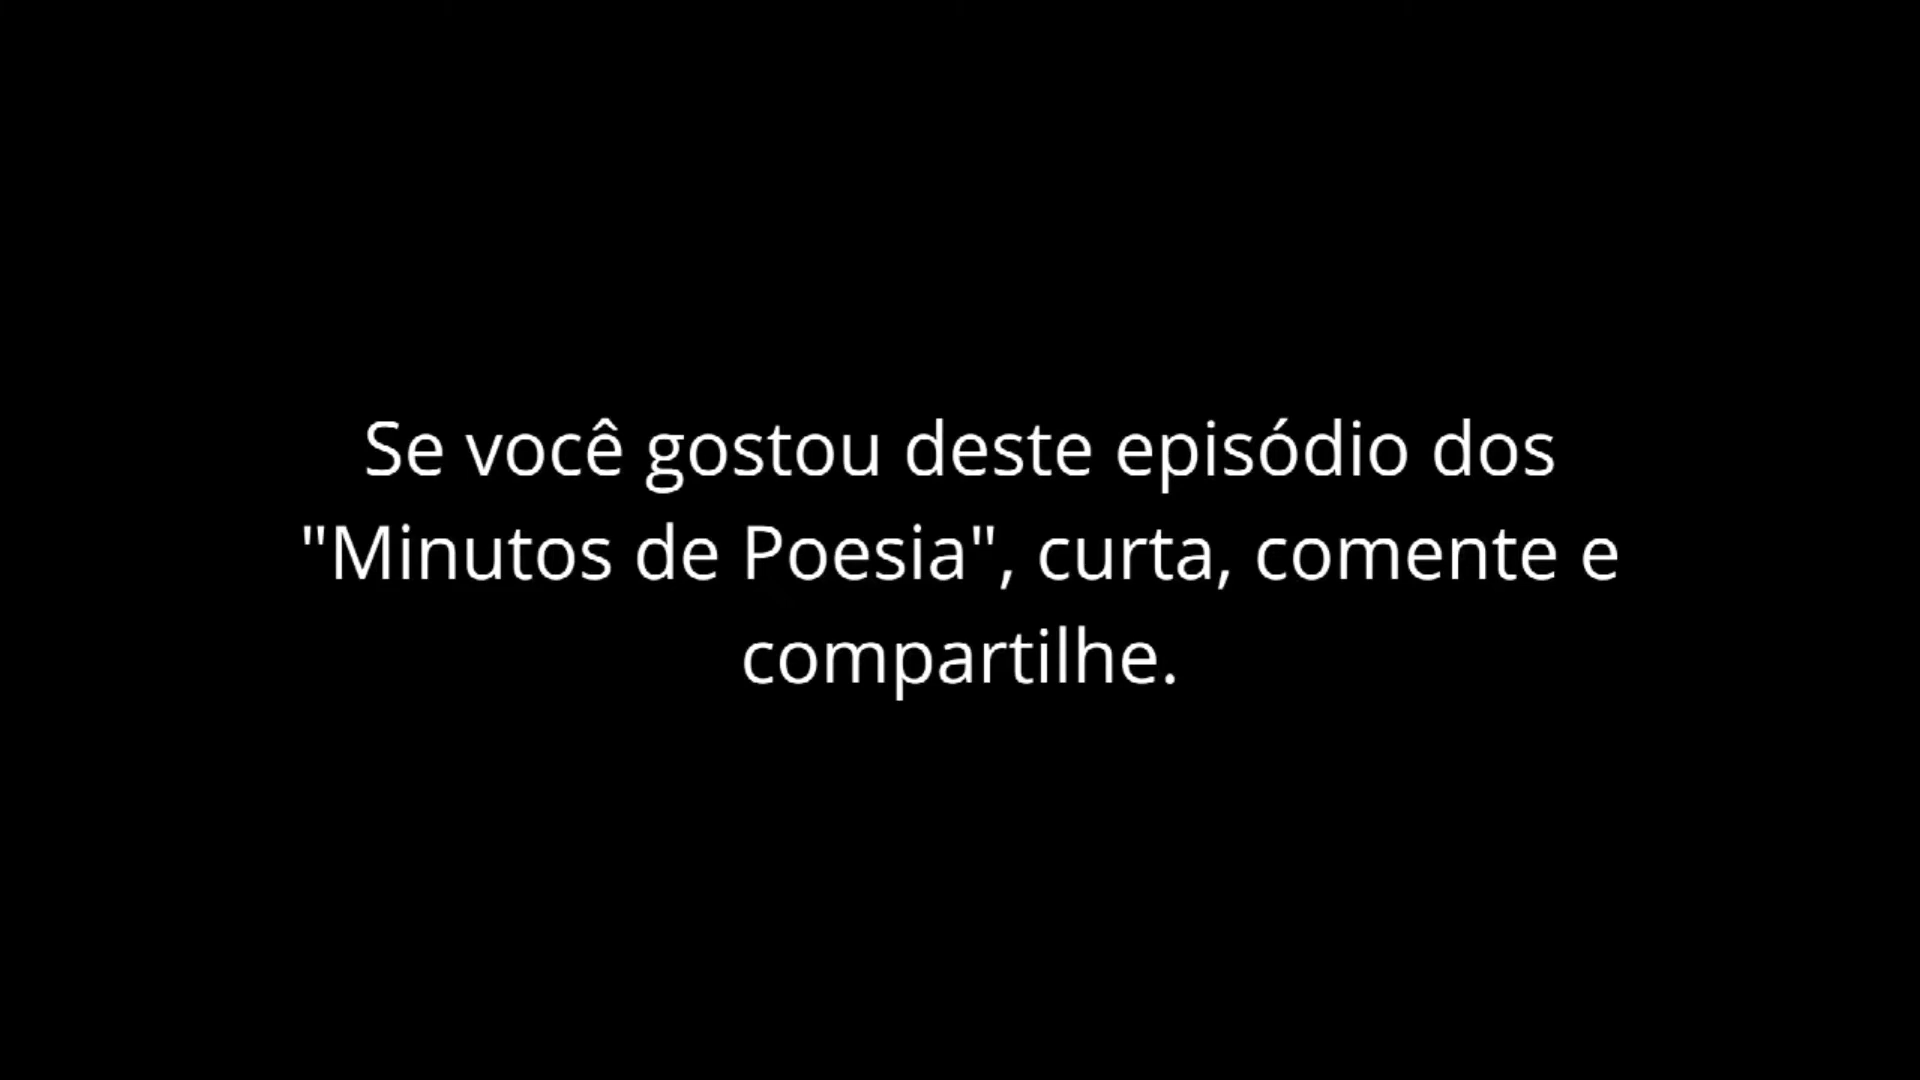 Se você gostou deste episódio dos
"Minutos de Poesia", curta, comente e
compartilhe.